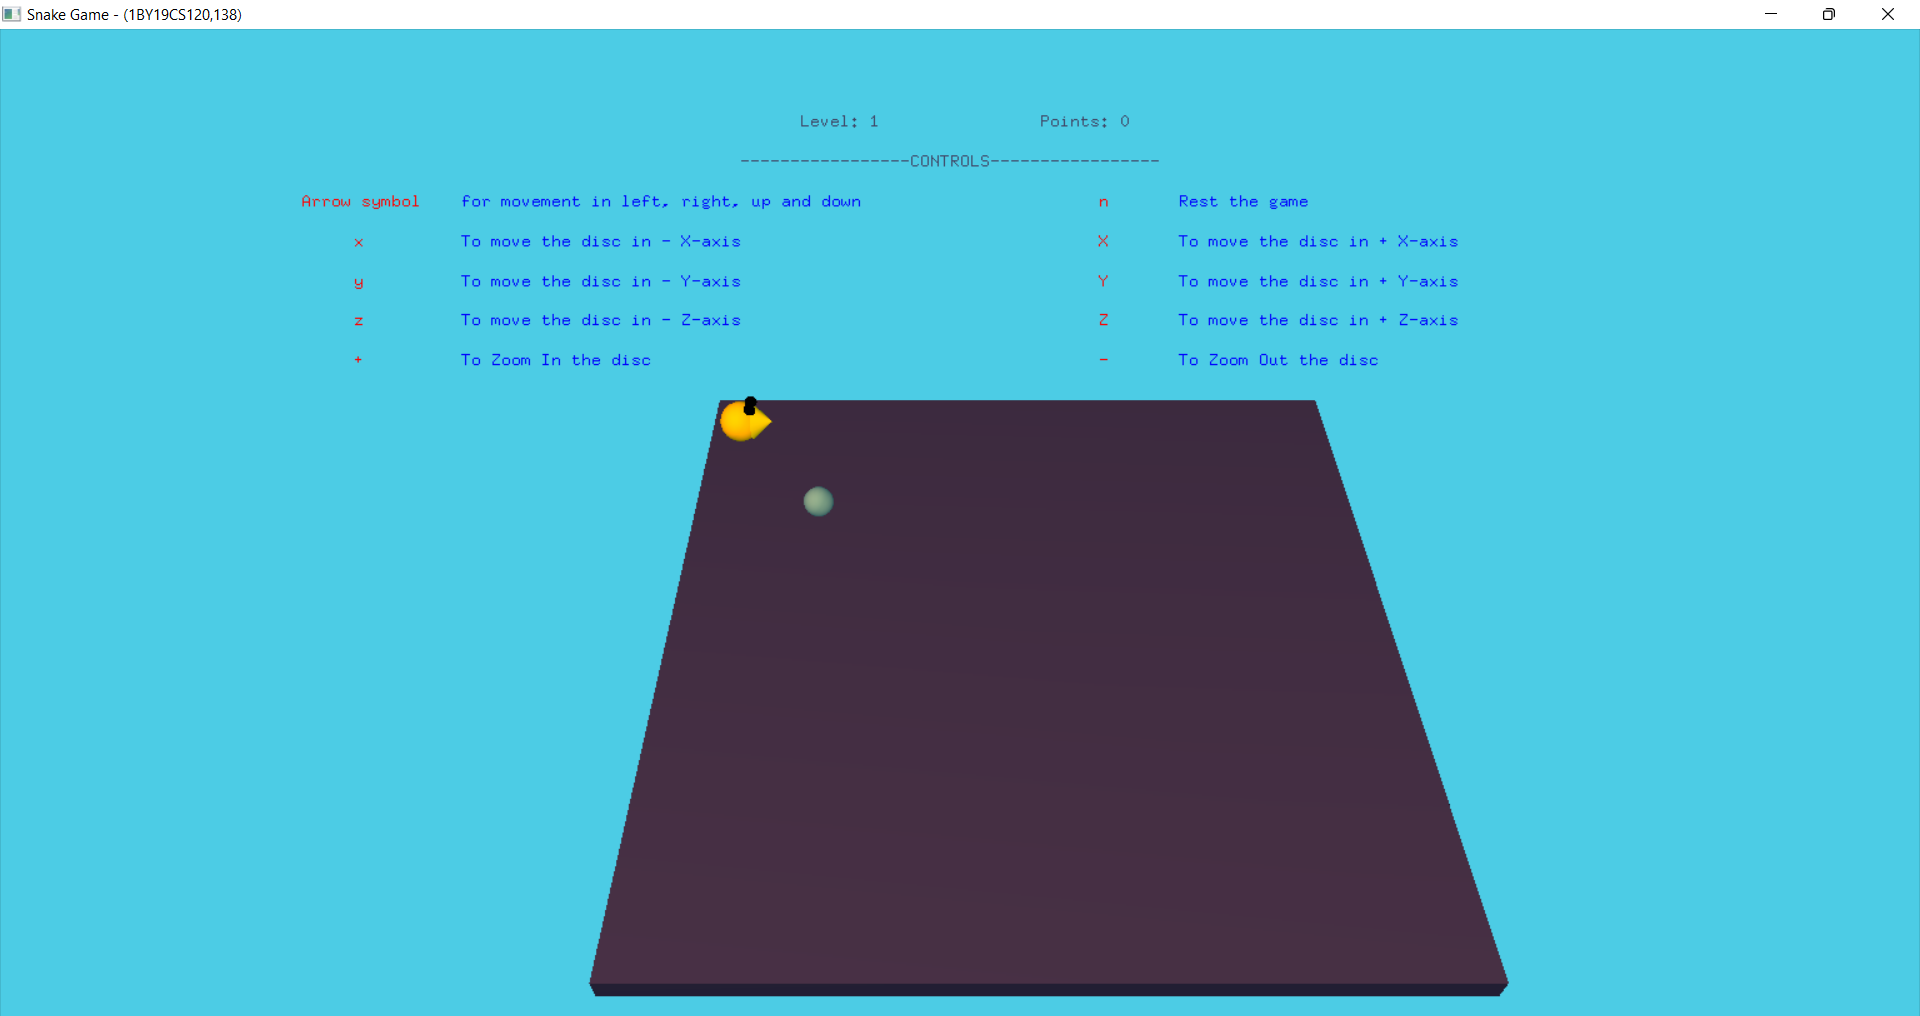 Snake Game - (1BY19CS120,138)
Level: 1 Points: 0
-----------------CONTROLS-----------------
Arrow symbol for movement in left, right, up and down n Rest the game
x To move the disc in - X-axis X To move the disc in + X-axis
y To move the disc in - Y-axis Y To move the disc in + Y-axis
z To move the disc in - Z-axis Z To move the disc in + Z-axis
+ To Zoom In the disc - To Zoom Out the disc